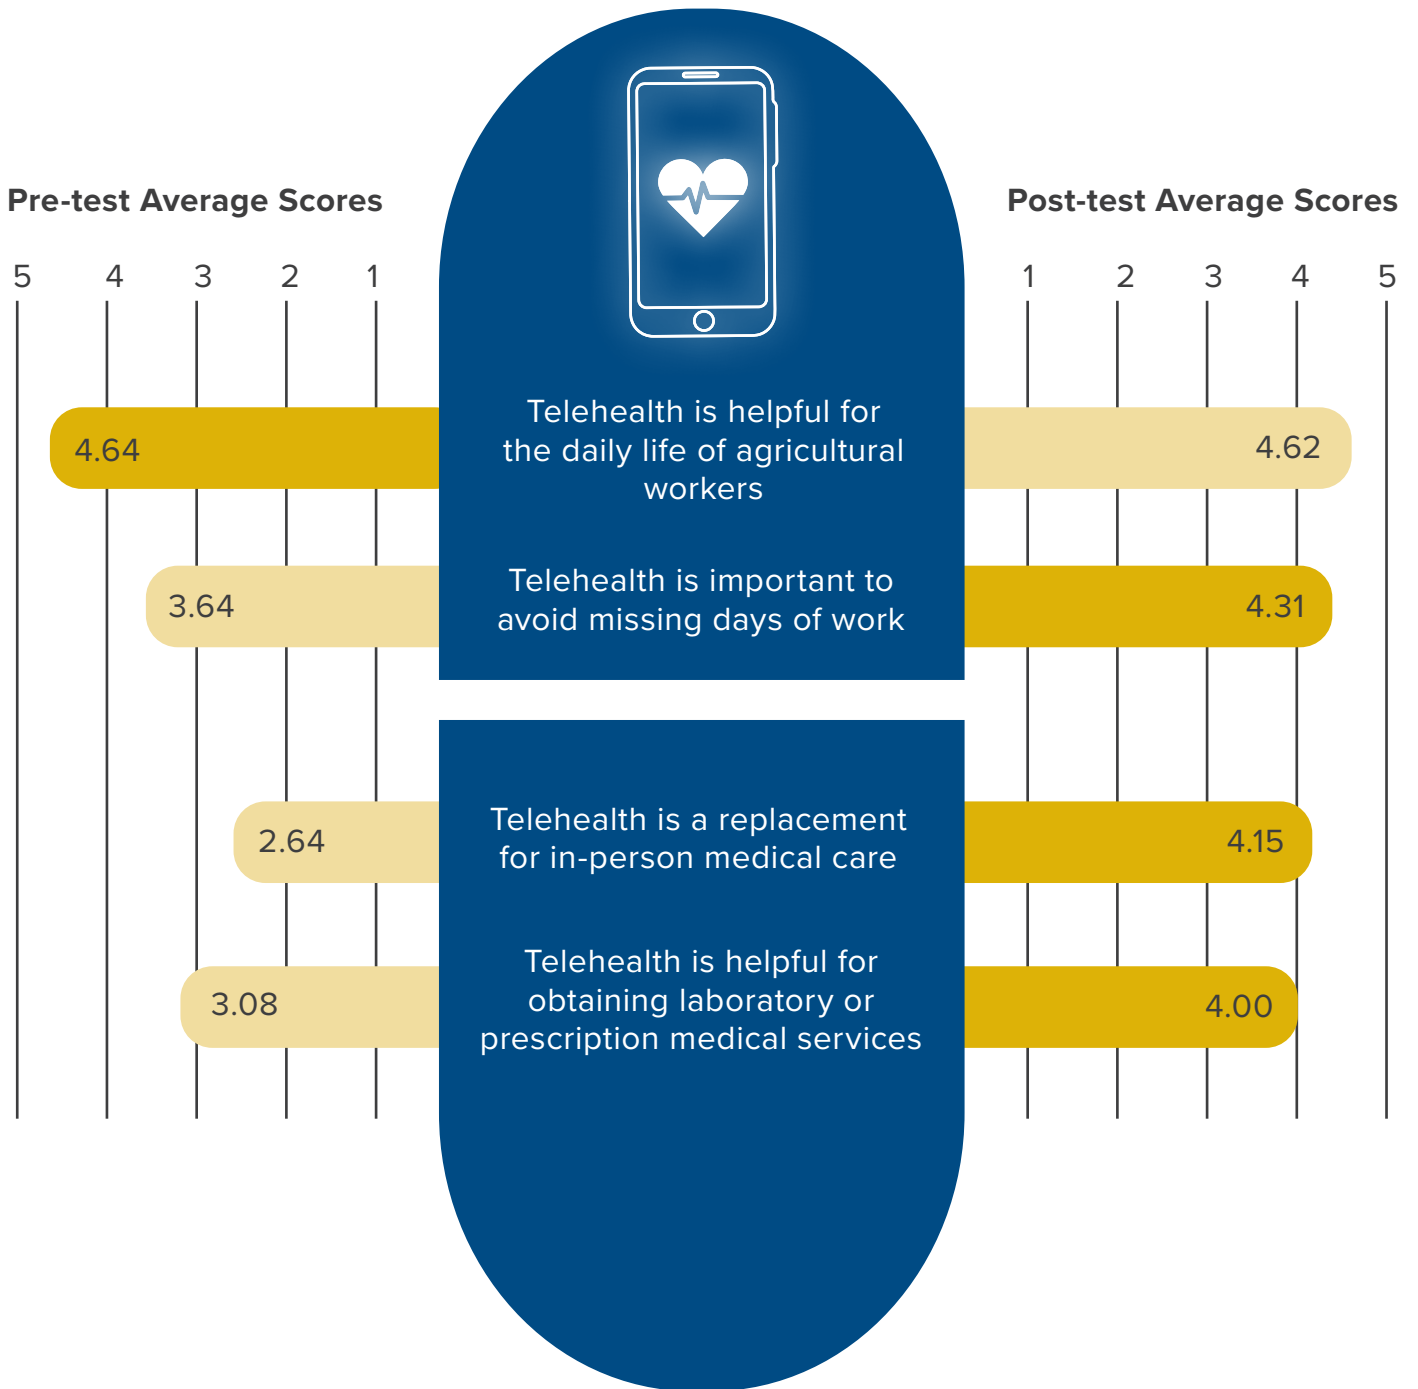 Pre-test Average Scores
Post-test Average Scores
5 4 3 2 1
1 2 3 4 5
4.64
Telehealth is helpful for
the daily life of agricultural
workers
4.62
3.64
Telehealth is important to
avoid missing days of work
4.31
2.64
Telehealth is a replacement
for in-person medical care
4.15
3.08
Telehealth is helpful for
obtaining laboratory or
prescription medical services
4.00